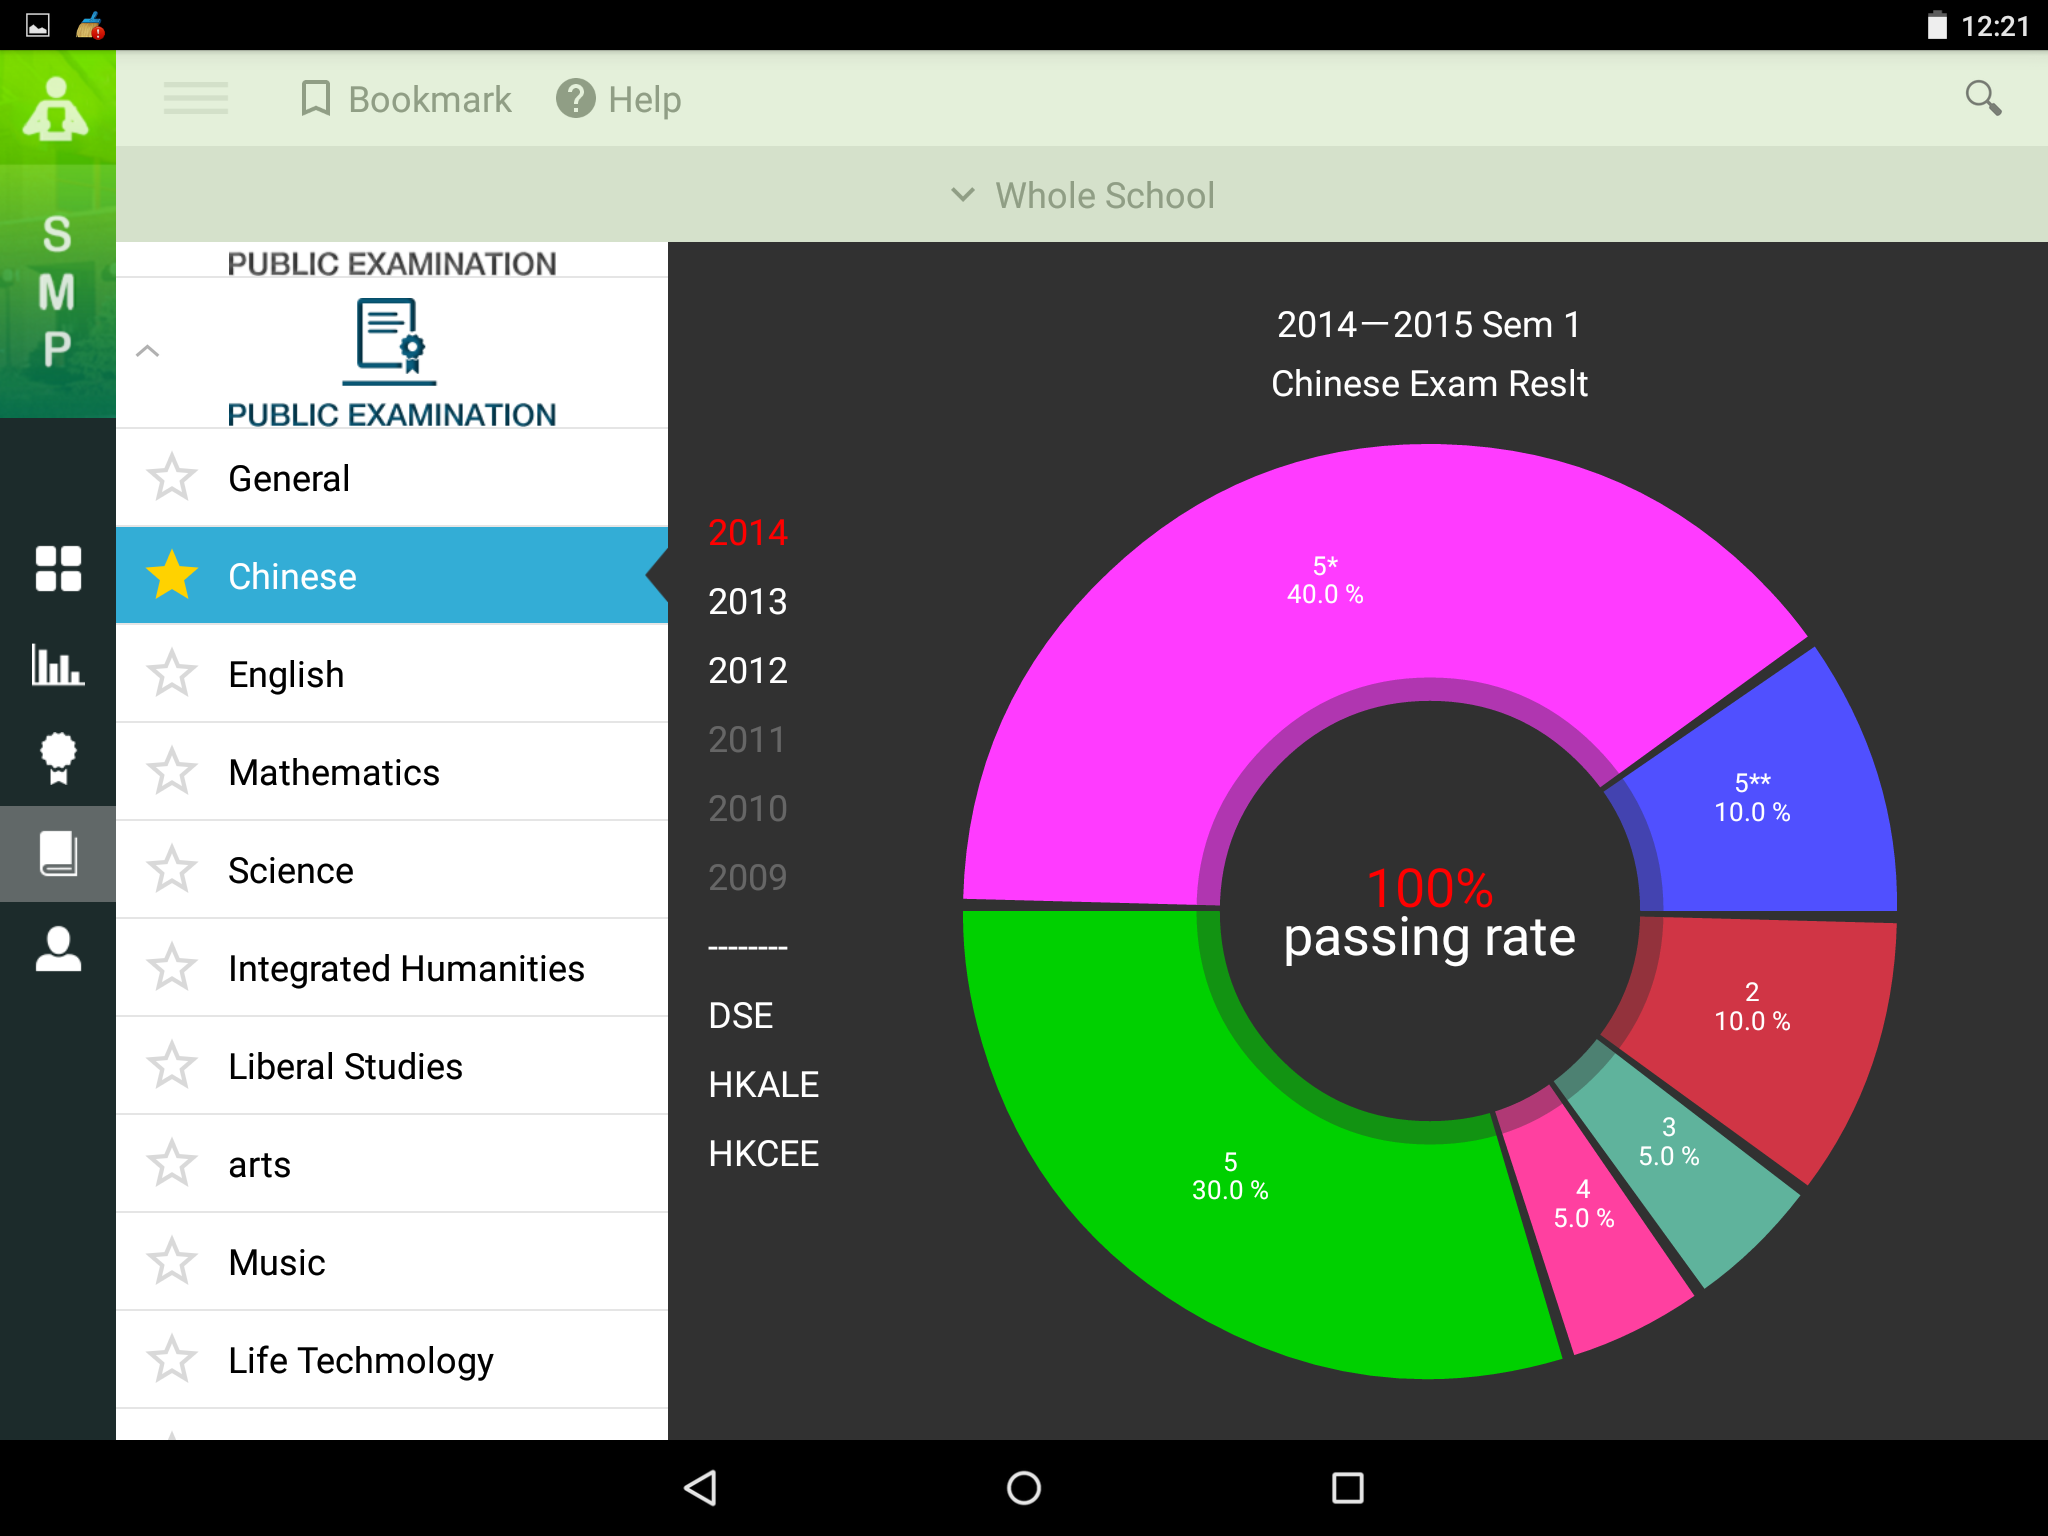 12:21
Bookmark
Help
S
M
P
Whole School
PUBLIC EXAMINATION
PUBLIC EXAMINATION
General
Chinese
English
Mathematics
Science
Integrated Humanities
Liberal Studies
arts
Music
Life Techmology
2014
2013
2012
2011
2010
2009
--------
DSE
HKALE
HKCEE
2014—2015 Sem 1
Chinese Exam Reslt
5*
40.0 %
5**
10.0 %
100%
passing rate
2
10.0 %
3
5.0 %
4
5.0 %
5
30.0 %